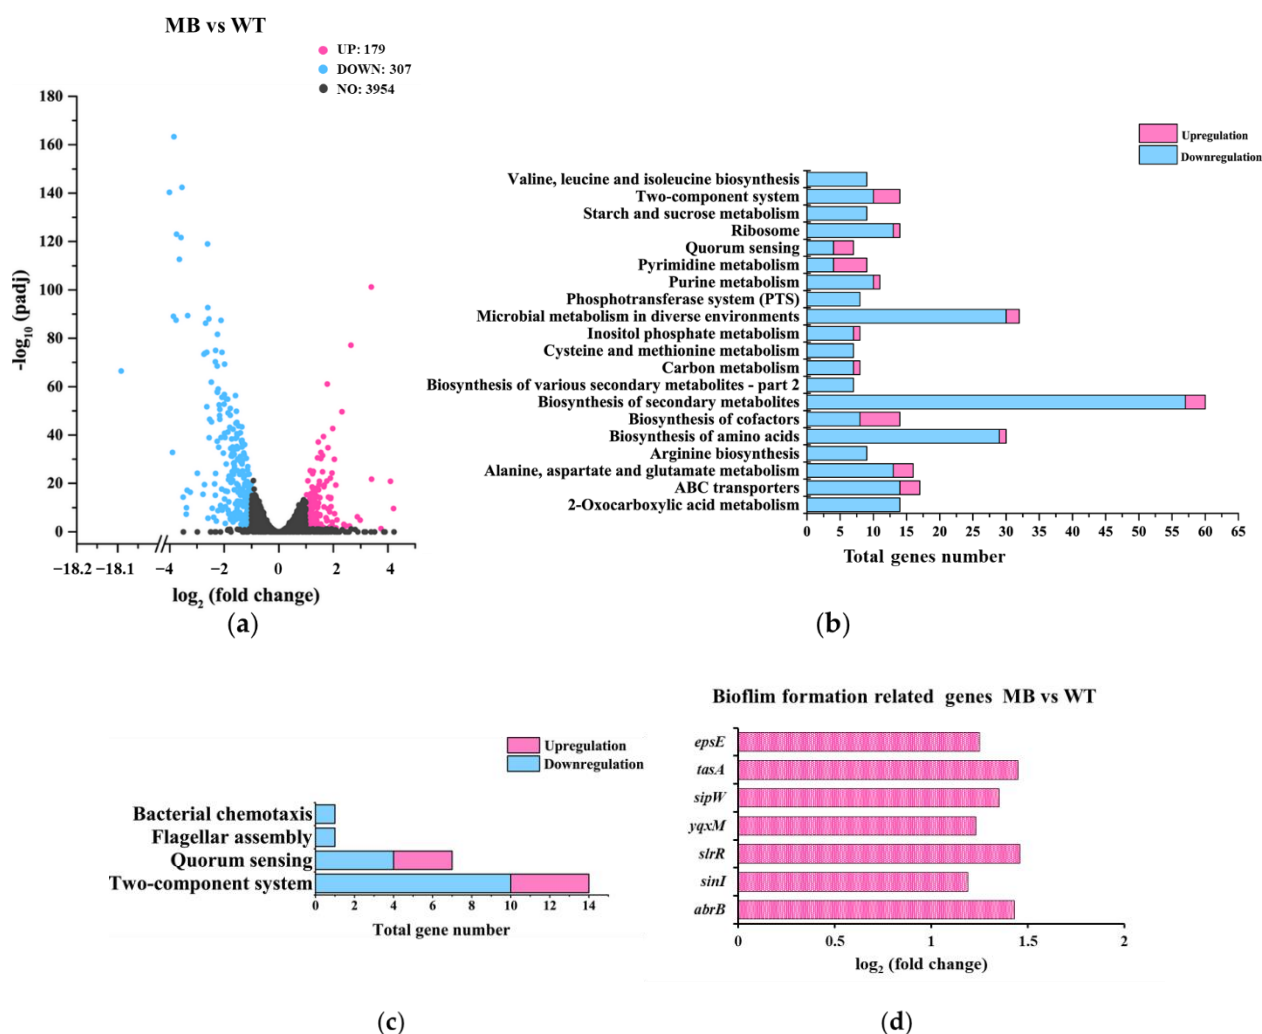 MB vs WT
UP: 179
DOWN: 307
NO: 3954
180
160
140
120
100
80
60
40
20
0
-log10 (padj)
−18.2 −18.1 −4 −2 0 2 4
log2 (fold change)
(a)
Upregulation
Downregulation
Valine, leucine and isoleucine biosynthesis
Two-component system
Starch and sucrose metabolism
Ribosome
Quorum sensing
Pyrimidine metabolism
Purine metabolism
Phosphotransferase system (PTS)
Microbial metabolism in diverse environments
Inositol phosphate metabolism
Cysteine and methionine metabolism
Carbon metabolism
Biosynthesis of various secondary metabolites - part 2
Biosynthesis of secondary metabolites
Biosynthesis of cofactors
Biosynthesis of amino acids
Arginine biosynthesis
Alanine, aspartate and glutamate metabolism
ABC transporters
2-Oxocarboxylic acid metabolism
0 5 10 15 20 25 30 35 40 45 50 55 60 65
Total genes number
(b)
Upregulation
Downregulation
Bacterial chemotaxis
Flagellar assembly
Quorum sensing
Two-component system
0 2 4 6 8 10 12 14
Total gene number
(c)
Bioflim formation related genes MB vs WT
epsE
tasA
sipW
yqxM
slrR
sinI
abrB
0 0.5 1 1.5 2
log2 (fold change)
(d)